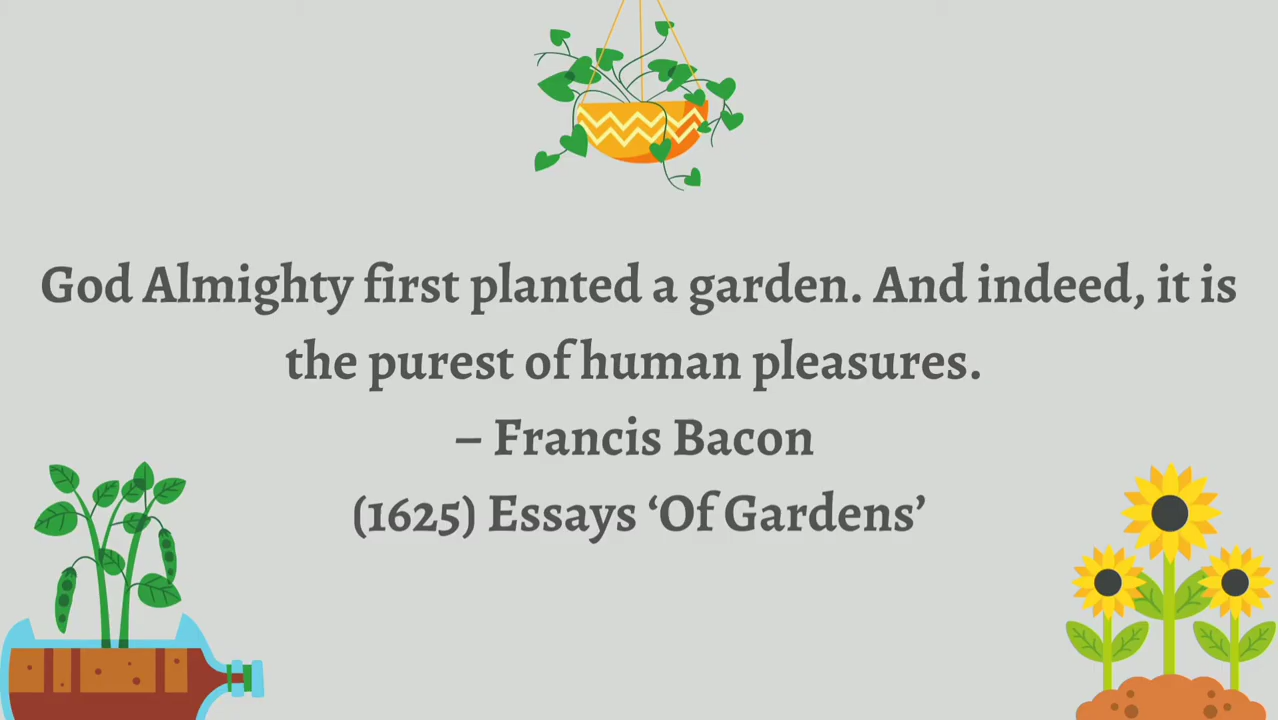 God Almighty first planted a garden. And indeed, it is
the purest of human pleasures.
– Francis Bacon
(1625) Essays ‘Of Gardens’